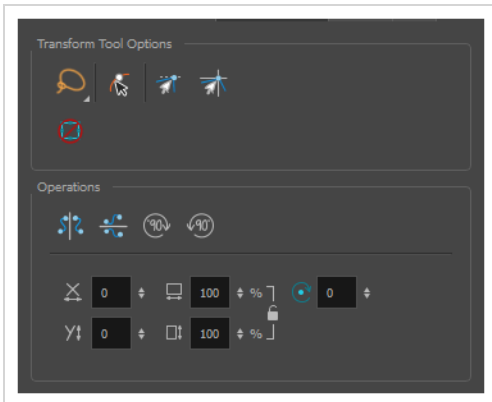 Transform Tool Options
Operations
90 90
X 0 100 % 0
Y 0 100 %